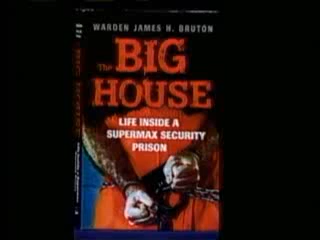 WARDEN JAMES H. BRUTON
The
BIG
HOUSE
LIFE INSIDE A
SUPERMAX SECURITY
PRISON